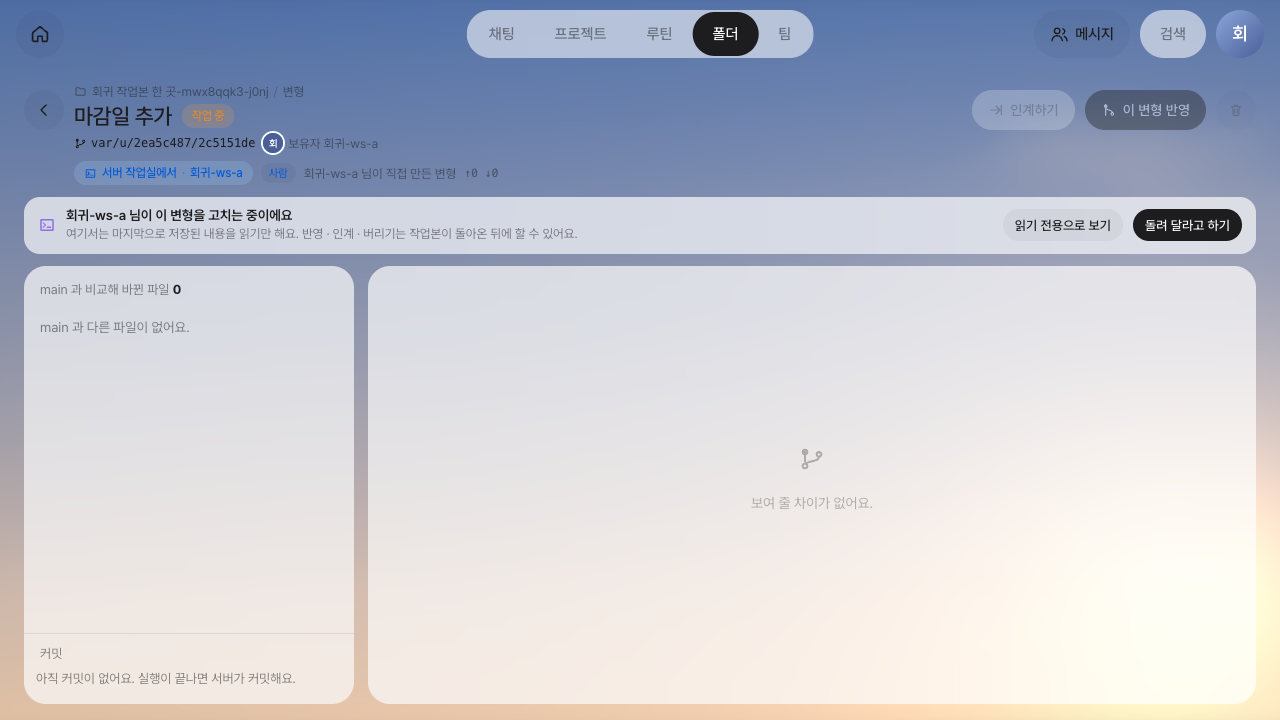 채팅 프로젝트 루틴 폴더 팀 메시지 검색 회
회귀 작업본 한 곳-mwx8qqk3-j0nj / 변형
마감일 추가 작업 중 인계하기 이 변형 반영
var/u/2ea5c487/2c5151de 회 보유자 회귀-ws-a
서버 작업실에서 · 회귀-ws-a 사람 회귀-ws-a 님이 직접 만든 변형 ↑0 ↓0
회귀-ws-a 님이 이 변형을 고치는 중이에요
여기서는 마지막으로 저장된 내용을 읽기만 해요. 반영 · 인계 · 버리기는 작업본이 돌아온 뒤에 할 수 있어요.
읽기 전용으로 보기 돌려 달라고 하기
main 과 비교해 바뀐 파일 0
main 과 다른 파일이 없어요.
보여 줄 차이가 없어요.
커밋
아직 커밋이 없어요. 실행이 끝나면 서버가 커밋해요.